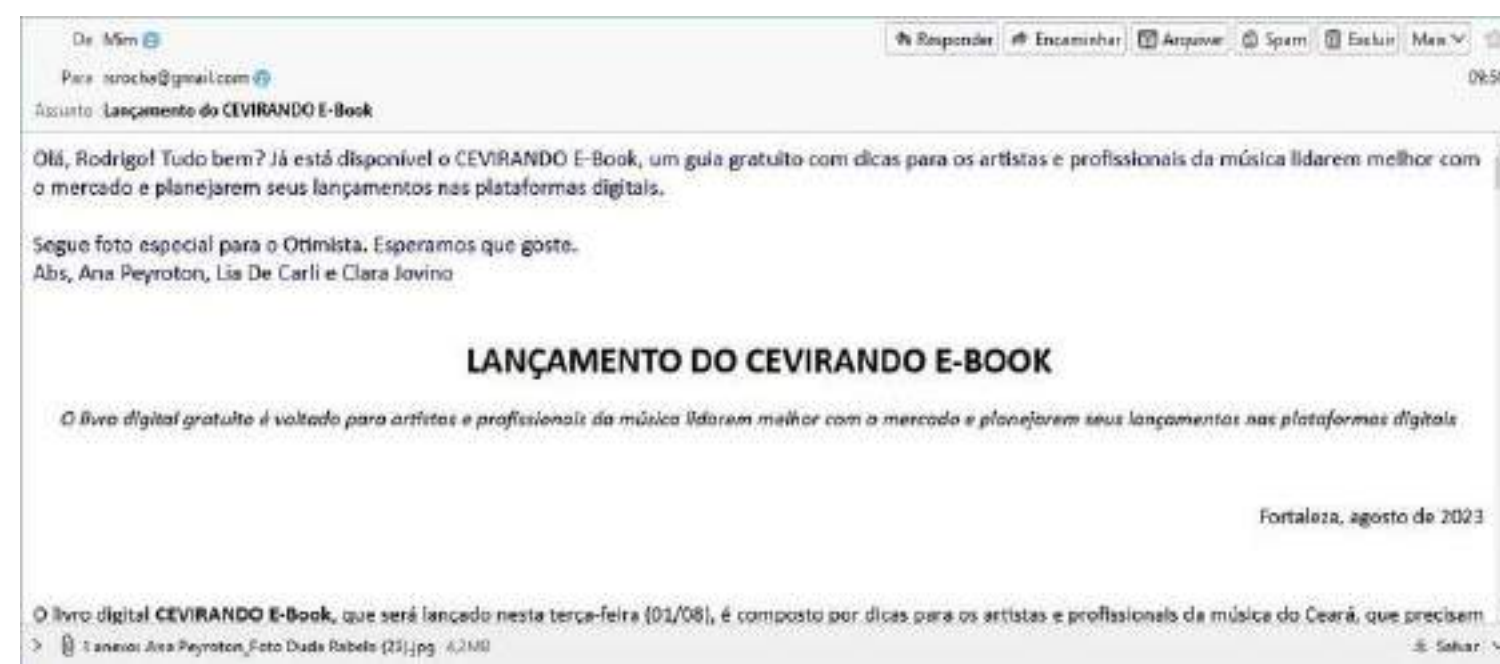 De Mim
Responder Encaminhar Arquivar Spam Excluir Mais
Para rsrocha@gmail.com
Assunto Lançamento do CEVIRANDO E-Book
Olá, Rodrigo! Tudo bem? Já está disponível o CEVIRANDO E-Book, um guia gratuito com dicas para os artistas e profissionais da música lidarem melhor com
o mercado e planejarem seus lançamentos nas plataformas digitais.
Segue foto especial para o Otimista. Esperamos que goste.
Abs, Ana Peyroton, Lia De Carli e Clara Jovino
LANÇAMENTO DO CEVIRANDO E-BOOK
O livro digital gratuito é voltado para artistas e profissionais da música lidarem melhor com o mercado e planejarem seus lançamentos nas plataformas digitais
Fortaleza, agosto de 2023
O livro digital CEVIRANDO E-Book, que será lançado nesta terça-feira (01/08), é composto por dicas para os artistas e profissionais da música do Ceará, que precisam
> 1 anexo: Ana Peyroton_Foto Duda Rabelo (23).jpg 4,2MB Salvar